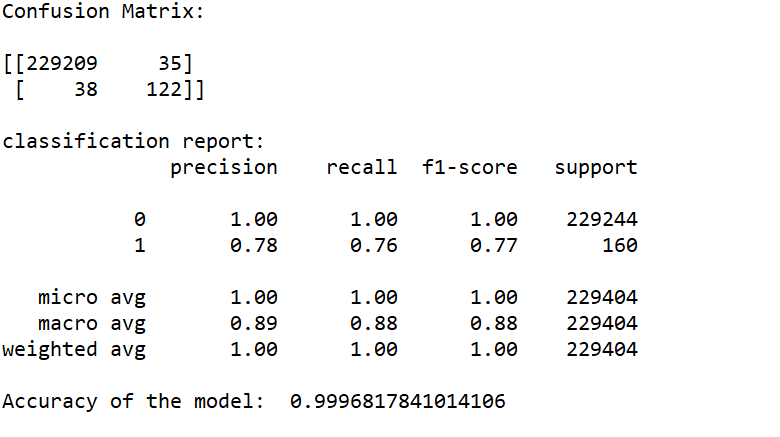 Confusion Matrix:
[[229209     35]
 [    38    122]]
classification report:
              precision    recall  f1-score   support
           0       1.00      1.00      1.00    229244
           1       0.78      0.76      0.77       160
   micro avg       1.00      1.00      1.00    229404
   macro avg       0.89      0.88      0.88    229404
weighted avg       1.00      1.00      1.00    229404
Accuracy of the model:  0.9996817841014106